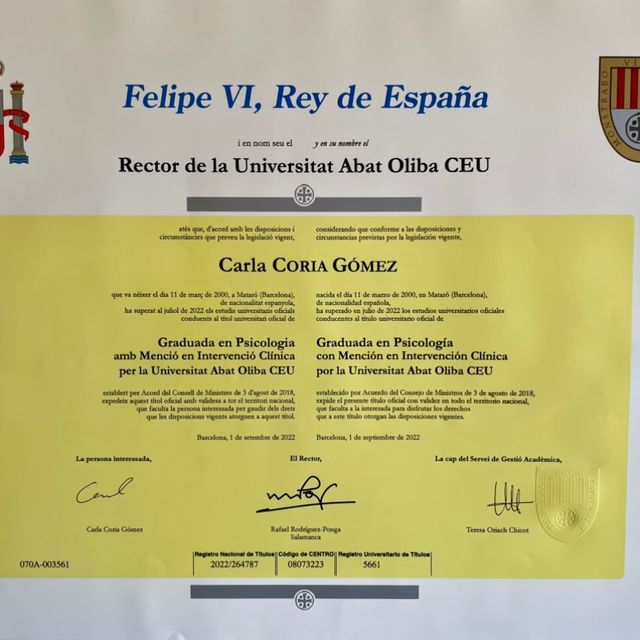 Felipe VI, Rey de España
i en nom seu el y en su nombre el
Rector de la Universitat Abat Oliba CEU
atés que, d'acord amb les disposicions i
circumstàncies que preveu la legislació vigent,
considerando que conforme a las disposiciones y
circunstancias previstas por la legislación vigente,
Carla CORIA GÓMEZ
que va néixer el dia 11 de març de 2000, a Mataró (Barcelona),
de nacionalitat espanyola,
ha superat al juliol de 2022 els estudis universitaris oficials
conduents al títol universitari oficial de
nacida el día 11 de marzo de 2000, en Mataró (Barcelona),
de nacionalidad española,
ha superado en julio de 2022 los estudios universitarios oficiales
conducentes al título universitario oficial de
Graduada en Psicologia
amb Menció en Intervenció Clínica
per la Universitat Abat Oliba CEU
Graduada en Psicología
con Mención en Intervención Clínica
por la Universitat Abat Oliba CEU
establert per Acord del Consell de Ministres de 3 d'agost de 2018,
expedeix aquest títol oficial amb validesa a tot el territori nacional,
que faculta la persona interessada per gaudir dels drets
que les disposicions vigents atorguen a aquest títol.
establecido por Acuerdo del Consejo de Ministros de 3 de agosto de 2018,
expide el presente título oficial con validez en todo el territorio nacional,
que faculta a la interesada para disfrutar los derechos
que a este título otorgan las disposiciones vigentes.
Barcelona, 1 de setembre de 2022
Barcelona, 1 de septiembre de 2022
La persona interessada,
El Rector,
La cap del Servei de Gestió Acadèmica,
Carla Coria Gómez
Rafael Rodríguez-Ponga
Salamanca
Teresa Oziach Chicot
070A-003561
Registro Nacional de Títulos
2022/264787
Código de CENTRO
08073223
Registro Universitario de Títulos
5661